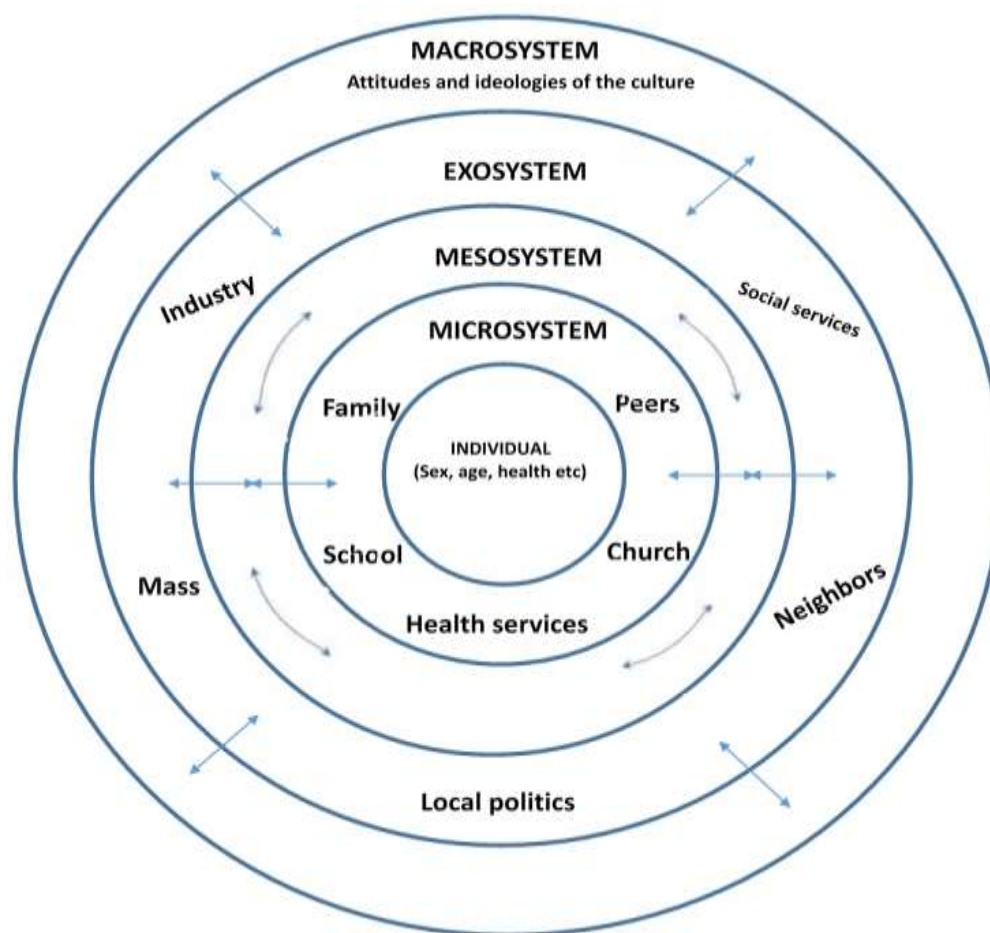 MACROSYSTEM
Attitudes and ideologies of the culture
EXOSYSTEM
MESOSYSTEM
Industry
Social services
MICROSYSTEM
Family
Peers
INDIVIDUAL
(Sex, age, health etc)
School
Church
Mass
Neighbors
Health services
Local politics